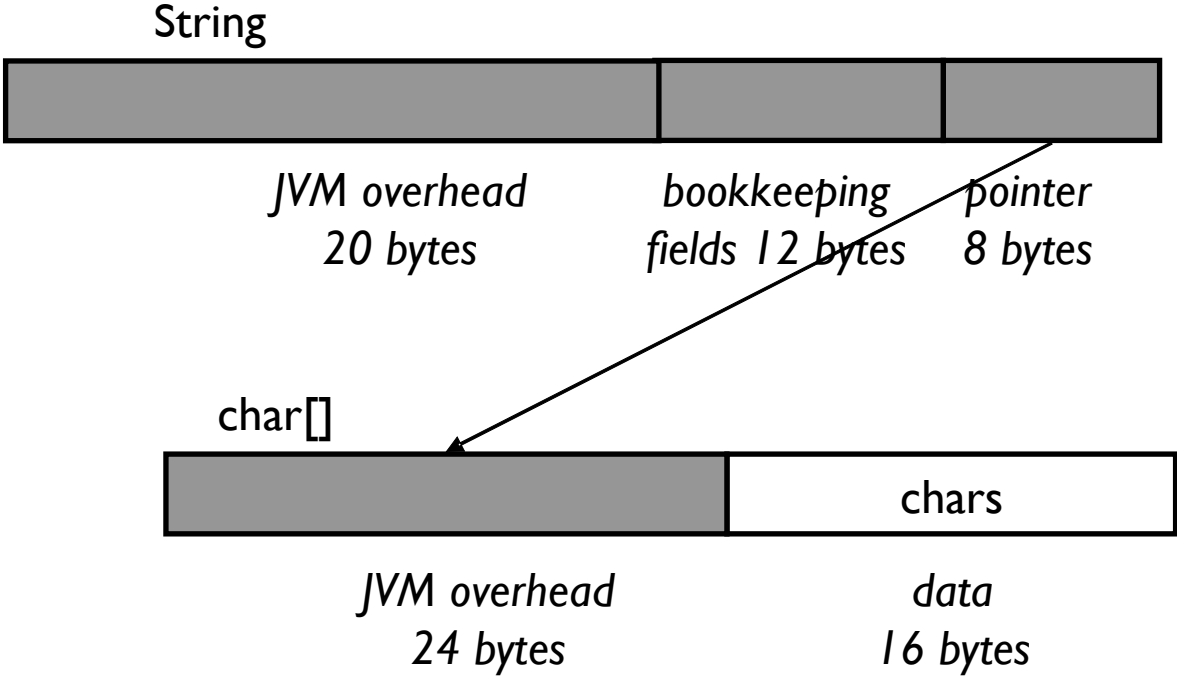 String
JVM overhead bookkeeping pointer
20 bytes fields 12 bytes 8 bytes
char[]
chars
JVM overhead data
24 bytes 16 bytes